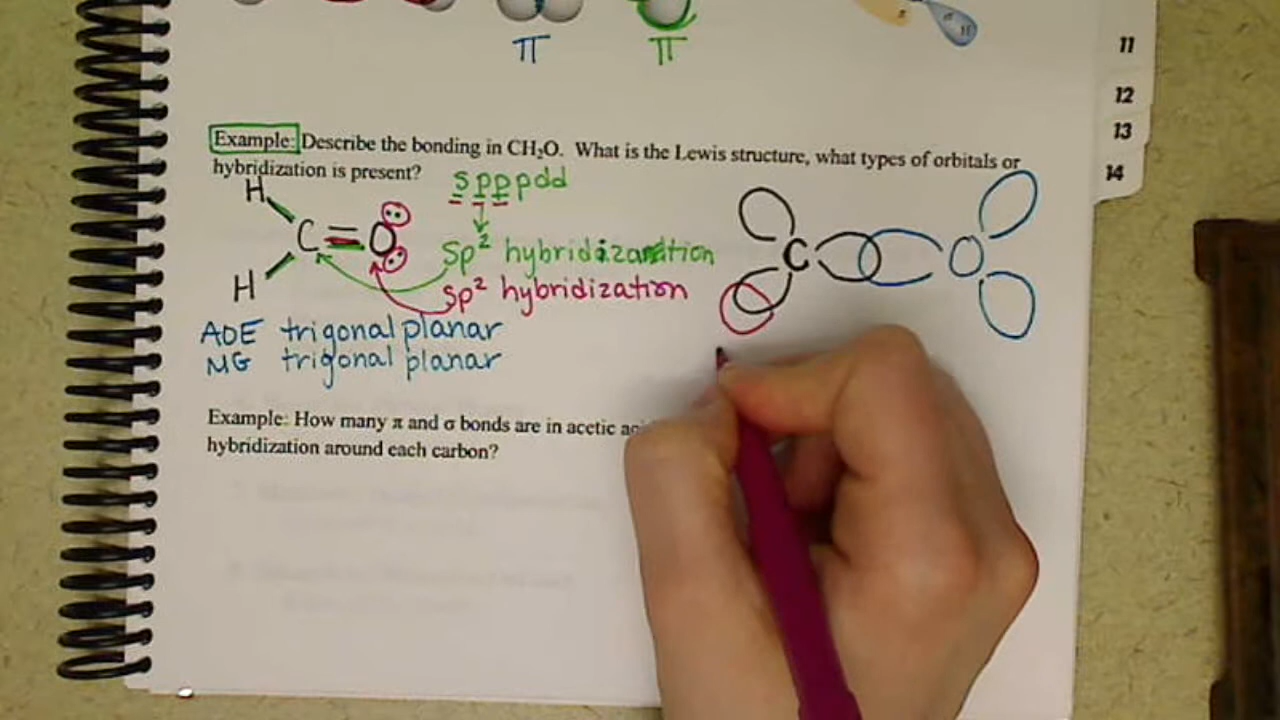 π
π
σ
11
12
13
14
Example: Describe the bonding in CH₂O. What is the Lewis structure, what types of orbitals or
hybridization is present?
spppdd
H
C=O
H
Sp² hybridization
Sp² hybridization
AOE trigonal planar
MG trigonal planar
C O
Example: How many π and σ bonds are in acetic
hybridization around each carbon?